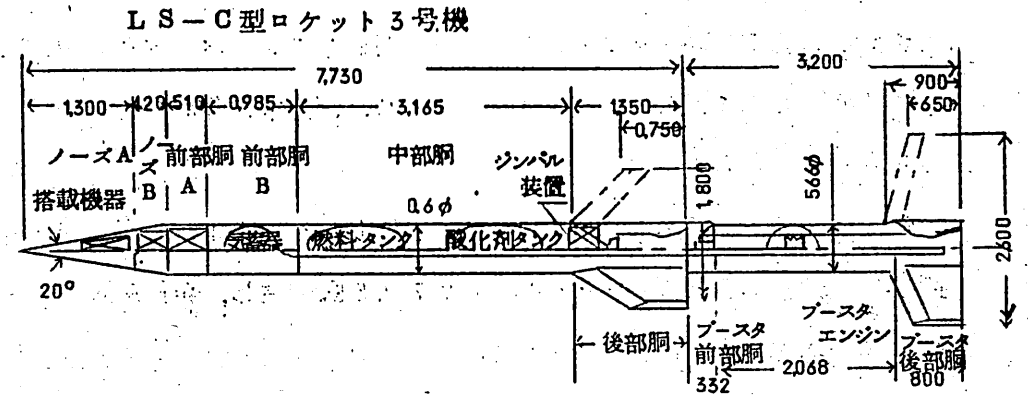 LS－C型ロケット3号機
7,730
3,200
1,300
420
510
0,985
3,165
1350
0,750
900
650
ノーズA
ノーズB
前部胴A
前部胴B
中部胴
ジンバル装置
搭載機器
0.6φ
1,800
566φ
2,600
気蓄器
燃料タンク
酸化剤タンク
20°
後部胴
ブースタ前部胴
332
2,068
ブースタエンジン
ブースタ後部胴
800